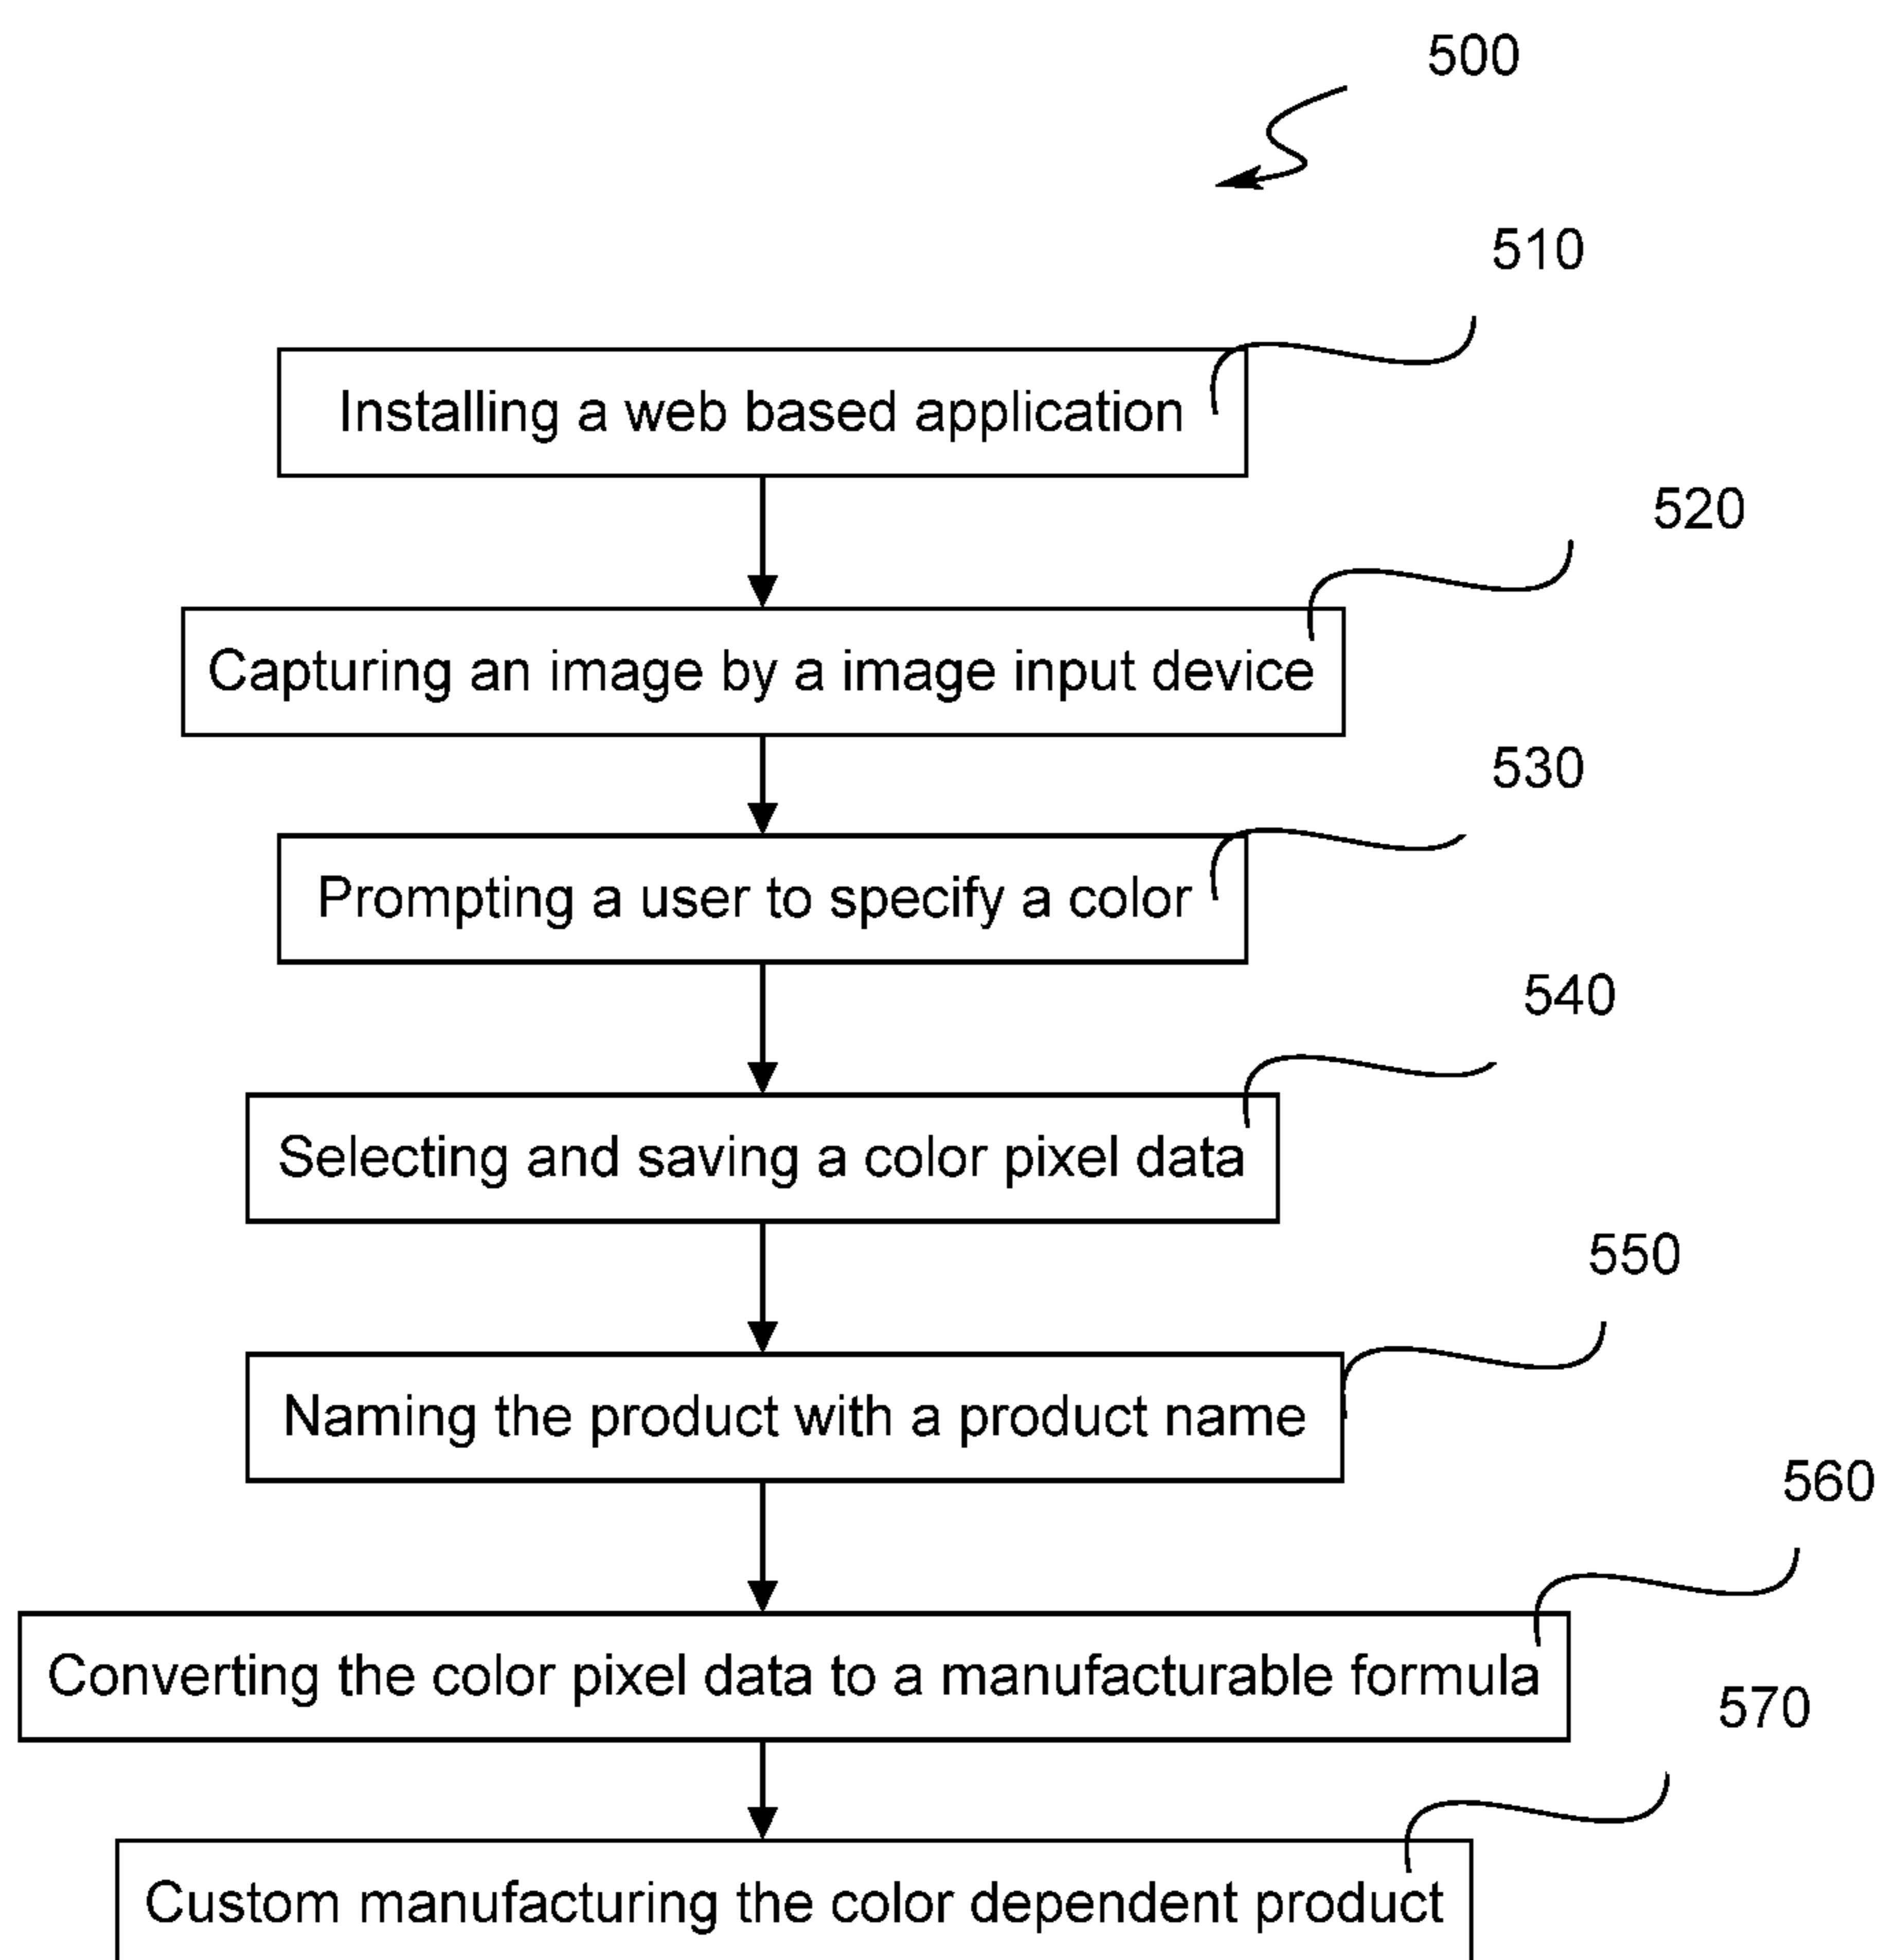 500
510
Installing a web based application
520
Capturing an image by a image input device
530
Prompting a user to specify a color
540
Selecting and saving a color pixel data
550
Naming the product with a product name
560
Converting the color pixel data to a manufacturable formula
570
Custom manufacturing the color dependent product